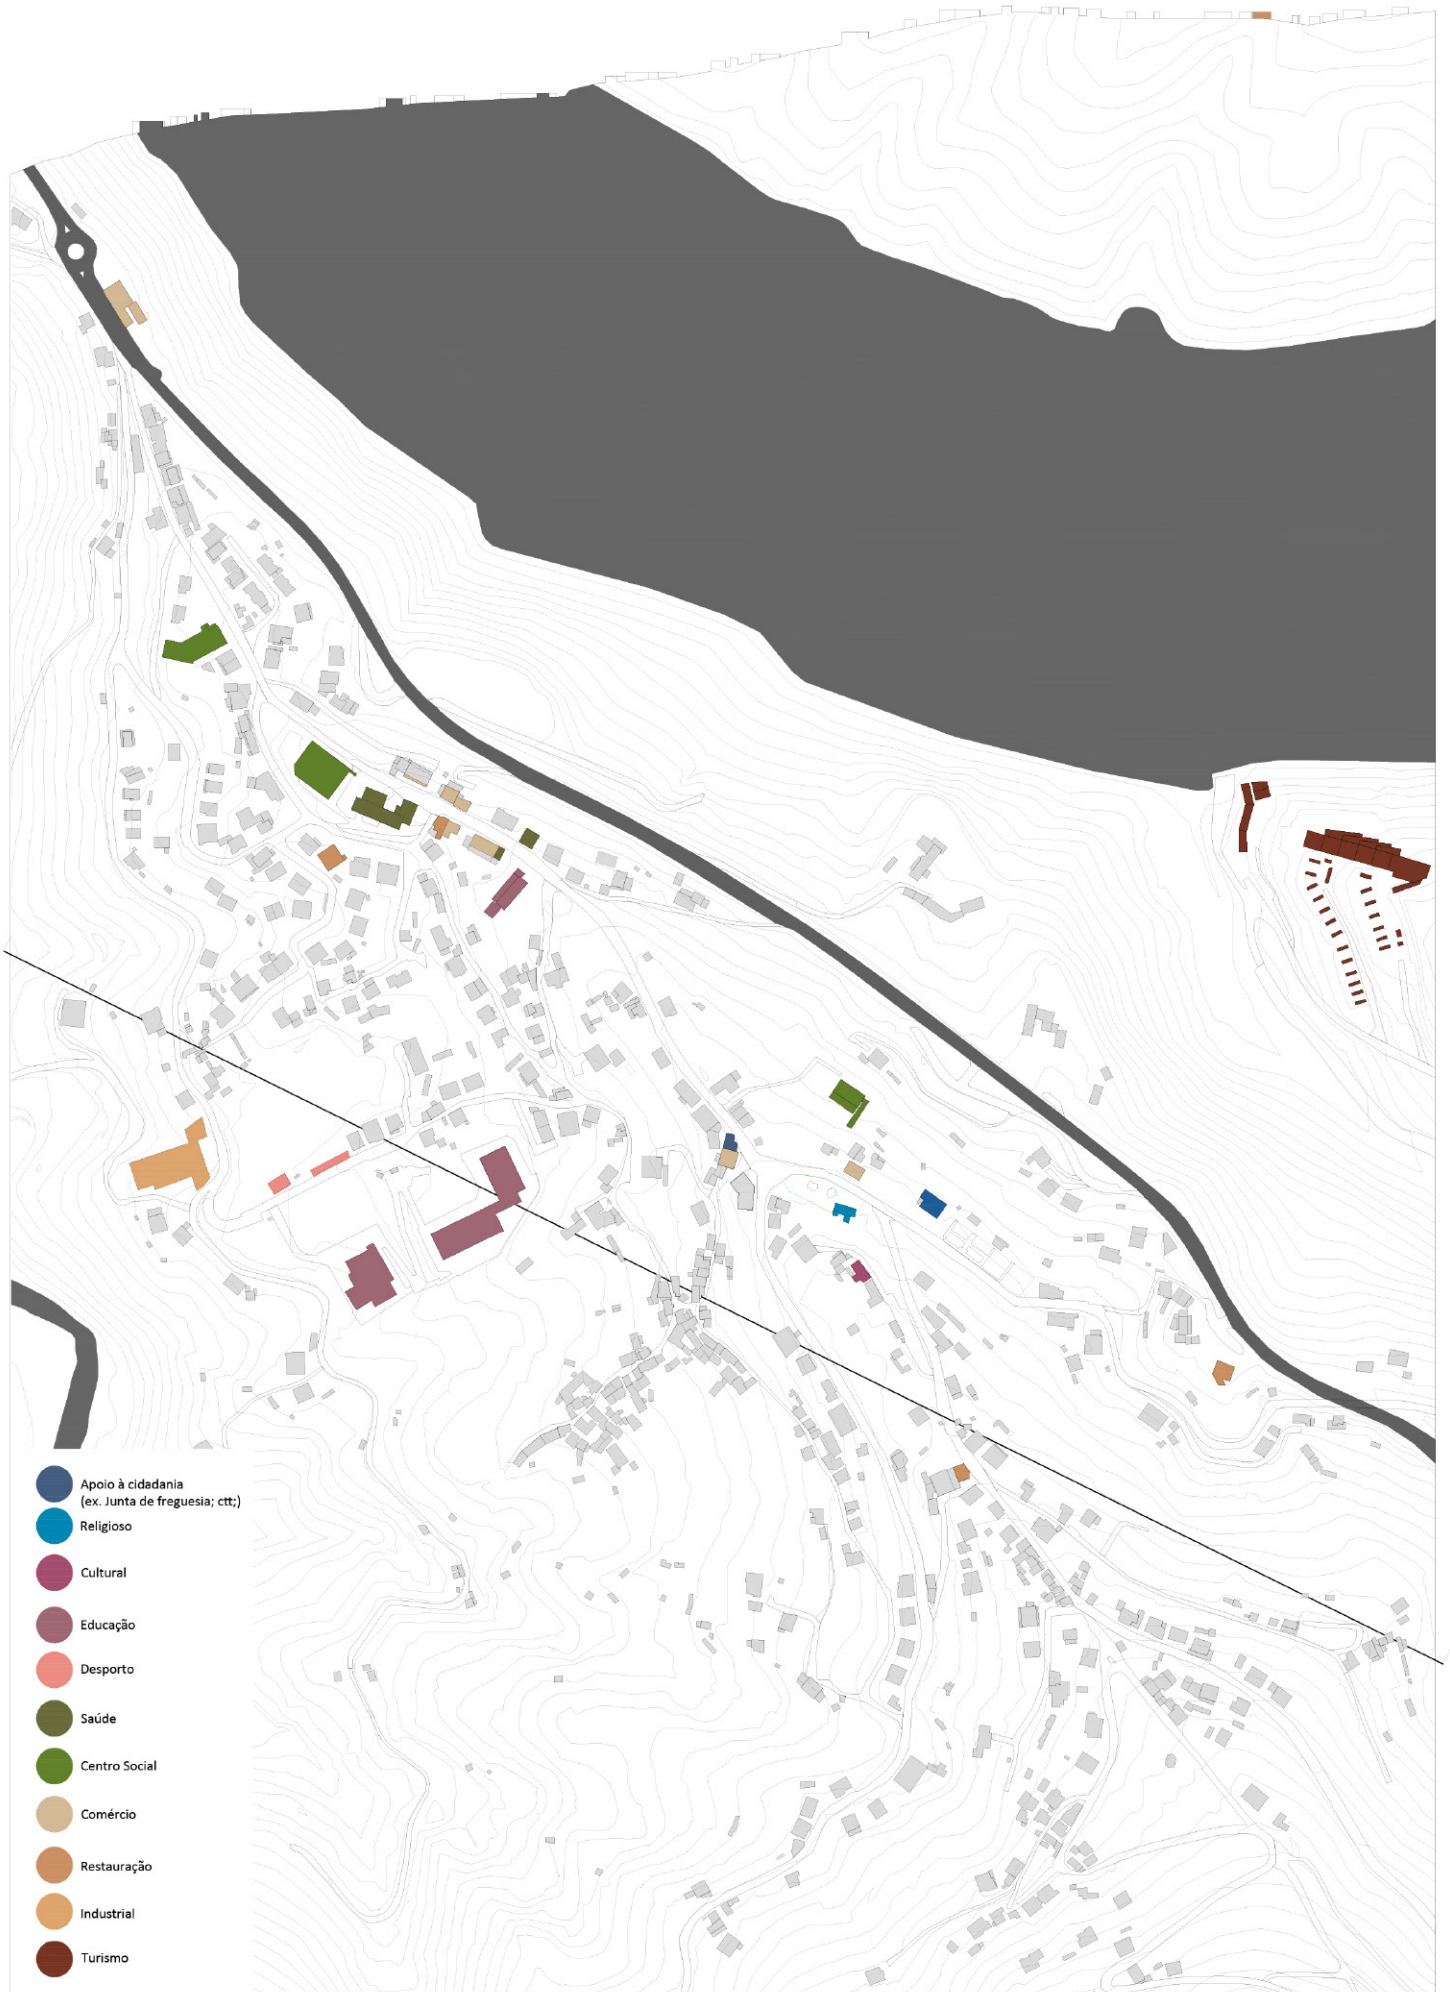 Apoio à cidadania
(ex. Junta de freguesia; ctt;)
Religioso
Cultural
Educação
Desporto
Saúde
Centro Social
Comércio
Restauração
Industrial
Turismo